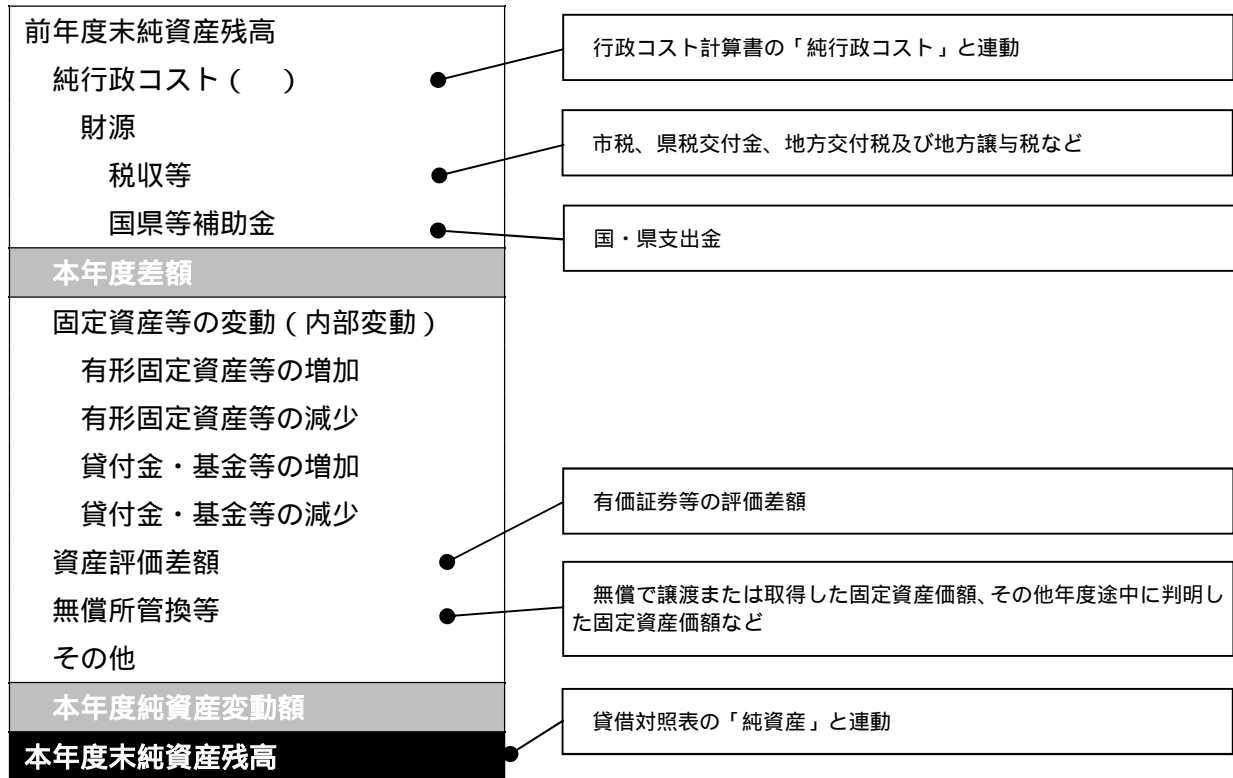 前年度末純資産残高
行政コスト計算書の「純行政コスト」と連動
純行政コスト（　）
財源
市税、県税交付金、地方交付税及び地方譲与税など
税収等
国県等補助金
国・県支出金
本年度差額
固定資産等の変動（内部変動）
有形固定資産等の増加
有形固定資産等の減少
貸付金・基金等の増加
有価証券等の評価差額
貸付金・基金等の減少
資産評価差額
無償で譲渡または取得した固定資産価額、その他年度途中に判明し
た固定資産価額など
無償所管換等
その他
本年度純資産変動額
貸借対照表の「純資産」と連動
本年度末純資産残高